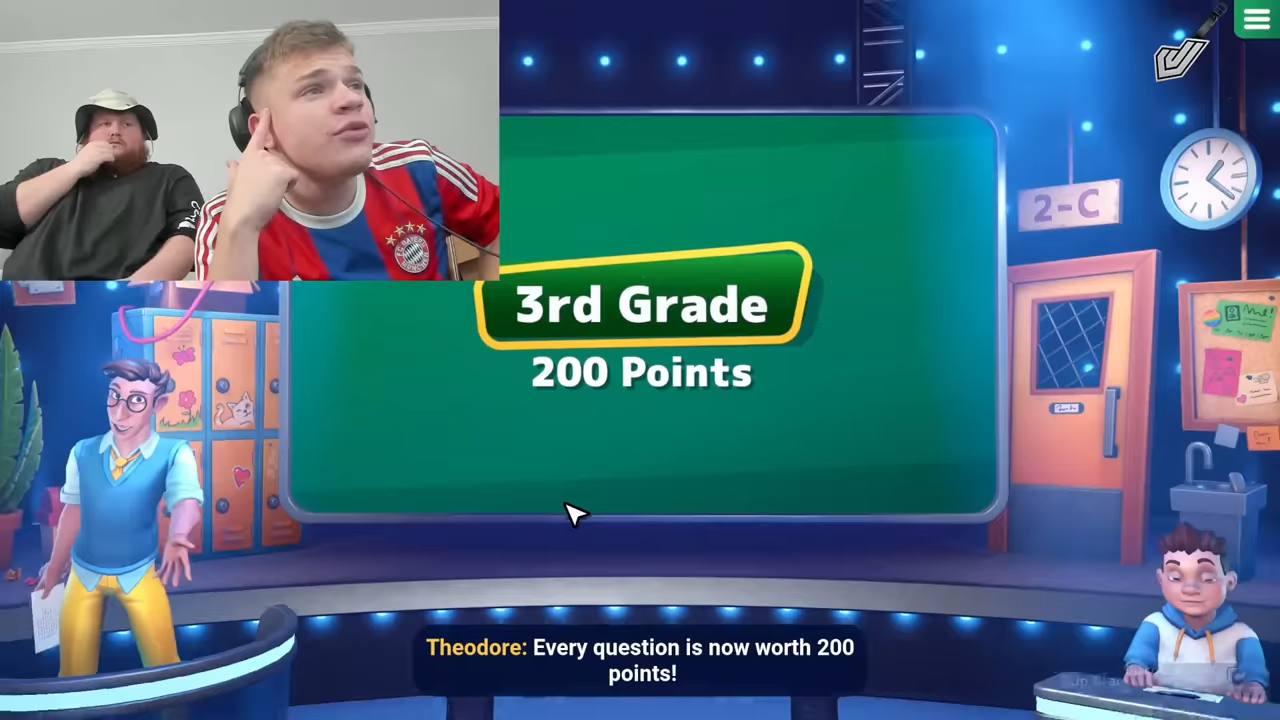 2-C
3rd Grade
200 Points
Theodore: Every question is now worth 200
points!